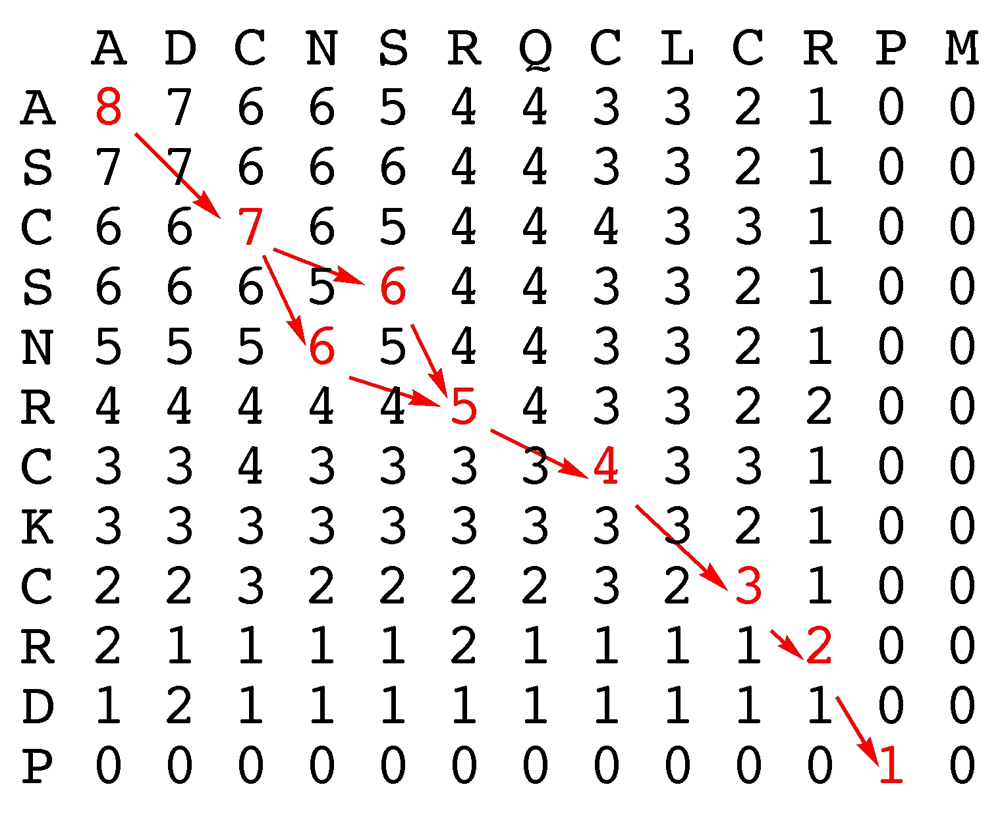 A D C N S R Q C L C R P M
A 8 7 6 6 5 4 4 3 3 2 1 0 0
S 7 7 6 6 6 4 4 3 3 2 1 0 0
C 6 6 7 6 5 4 4 4 3 3 1 0 0
S 6 6 6 5 6 4 4 3 3 2 1 0 0
N 5 5 5 6 5 4 4 3 3 2 1 0 0
R 4 4 4 4 4 5 4 3 3 2 2 0 0
C 3 3 4 3 3 3 3 4 3 3 1 0 0
K 3 3 3 3 3 3 3 3 3 2 1 0 0
C 2 2 3 2 2 2 2 3 2 3 1 0 0
R 2 1 1 1 1 2 1 1 1 1 2 0 0
D 1 2 1 1 1 1 1 1 1 1 1 0 0
P 0 0 0 0 0 0 0 0 0 0 0 1 0